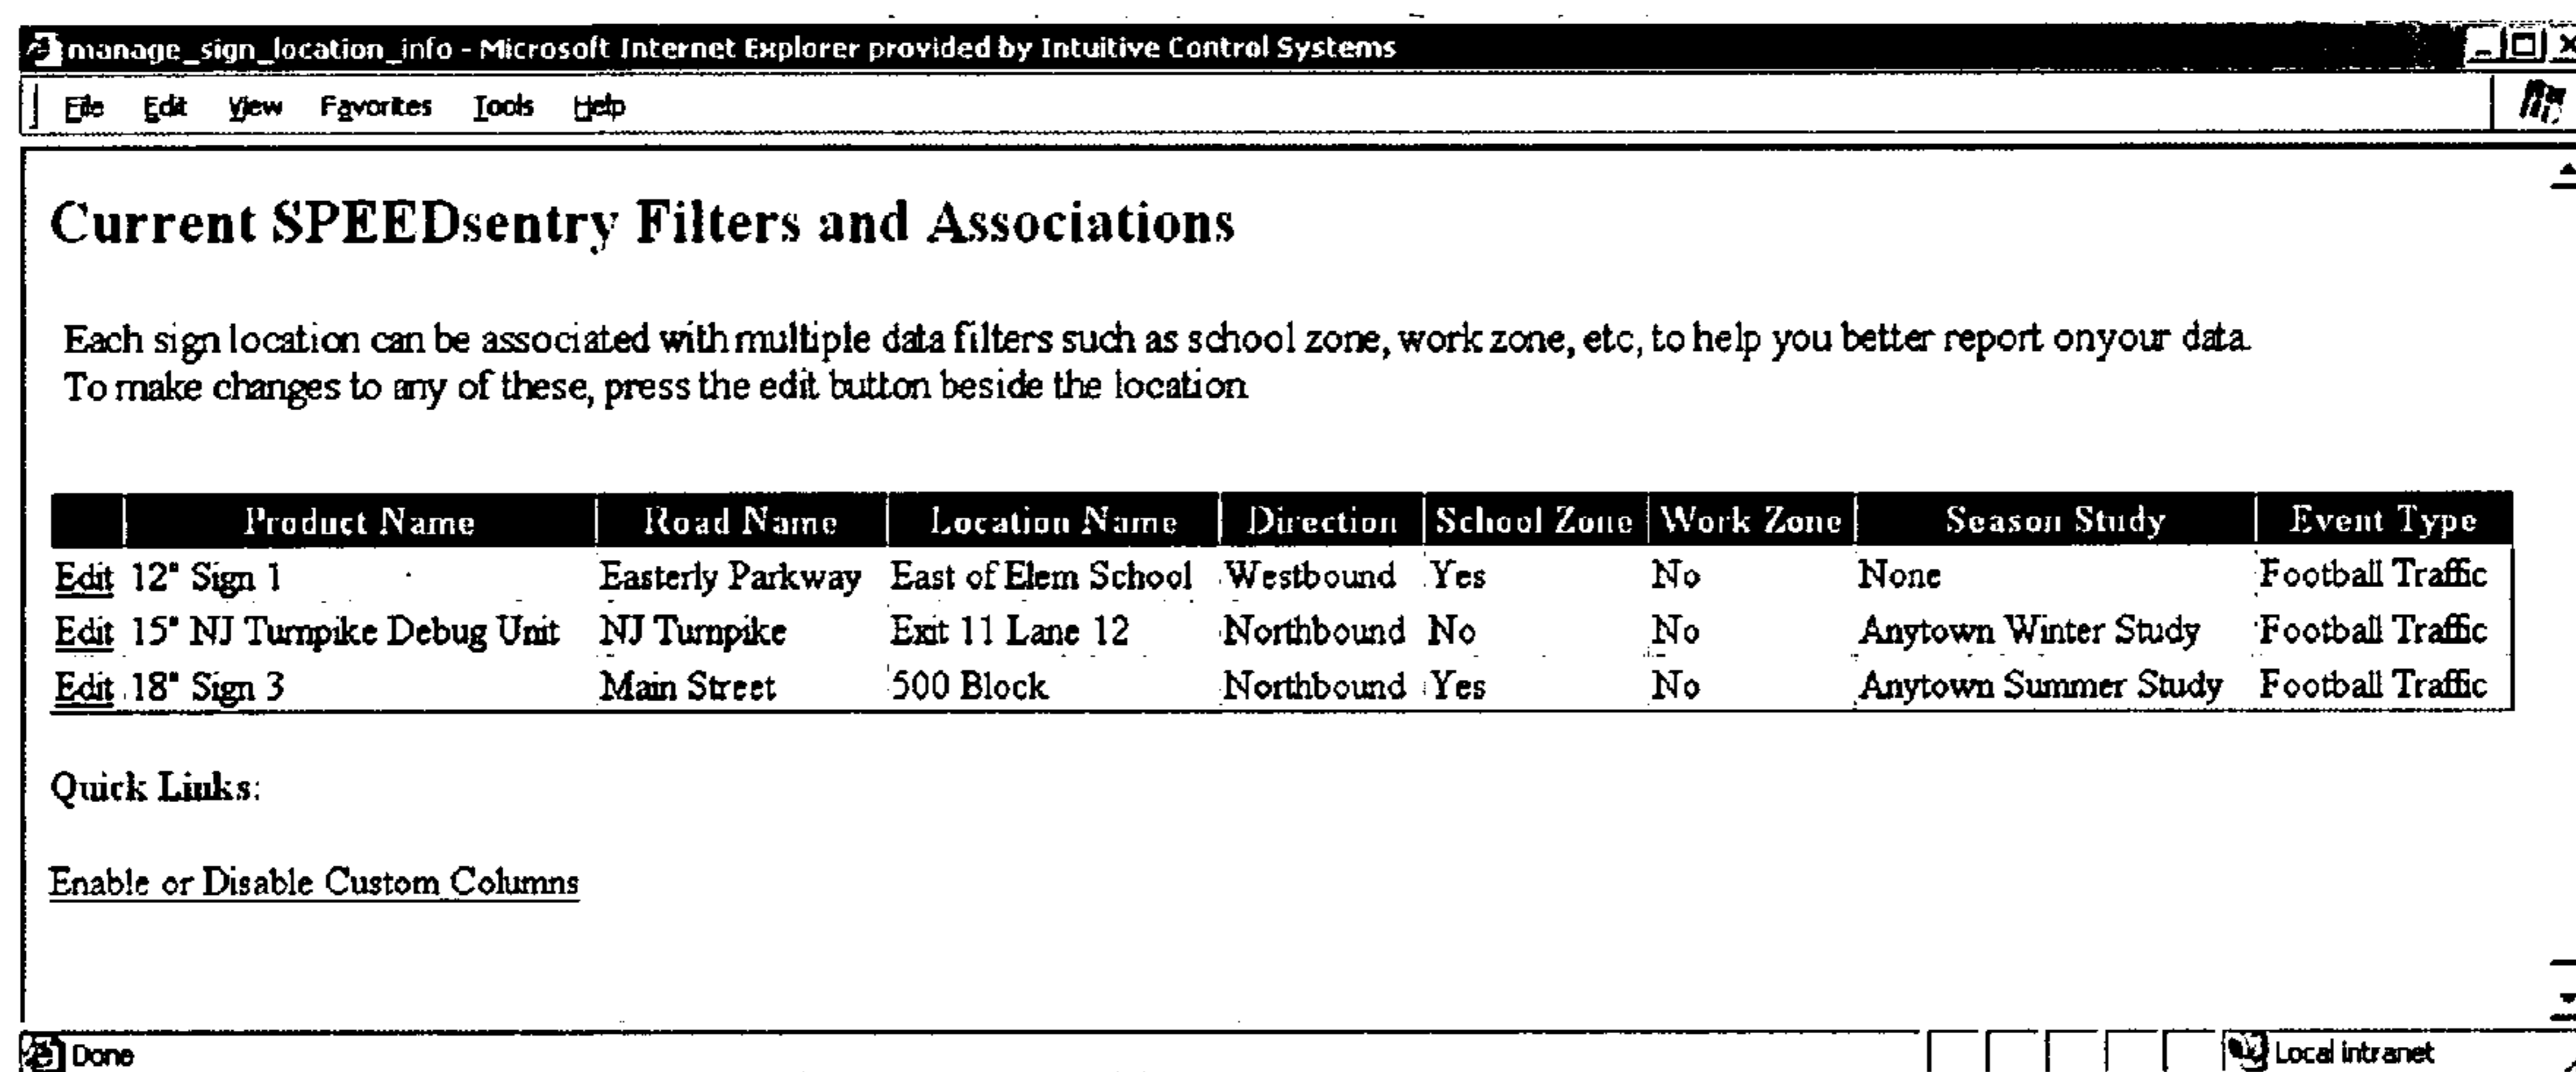 manage_sign_location_info - Microsoft Internet Explorer provided by Intuitive Control Systems
File Edit View Favorites Tools Help
Current SPEEDsentry Filters and Associations
Each sign location can be associated with multiple data filters such as school zone, work zone, etc, to help you better report on your data.
To make changes to any of these, press the edit button beside the location
Product Name Road Name Location Name Direction School Zone Work Zone Season Study Event Type
Edit 12" Sign 1 Easterly Parkway East of Elem School Westbound Yes No None Football Traffic
Edit 15" NJ Turnpike Debug Unit NJ Turnpike Exit 11 Lane 12 Northbound No No Anytown Winter Study Football Traffic
Edit 18" Sign 3 Main Street 500 Block Northbound Yes No Anytown Summer Study Football Traffic
Quick Links:
Enable or Disable Custom Columns
Done Local intranet